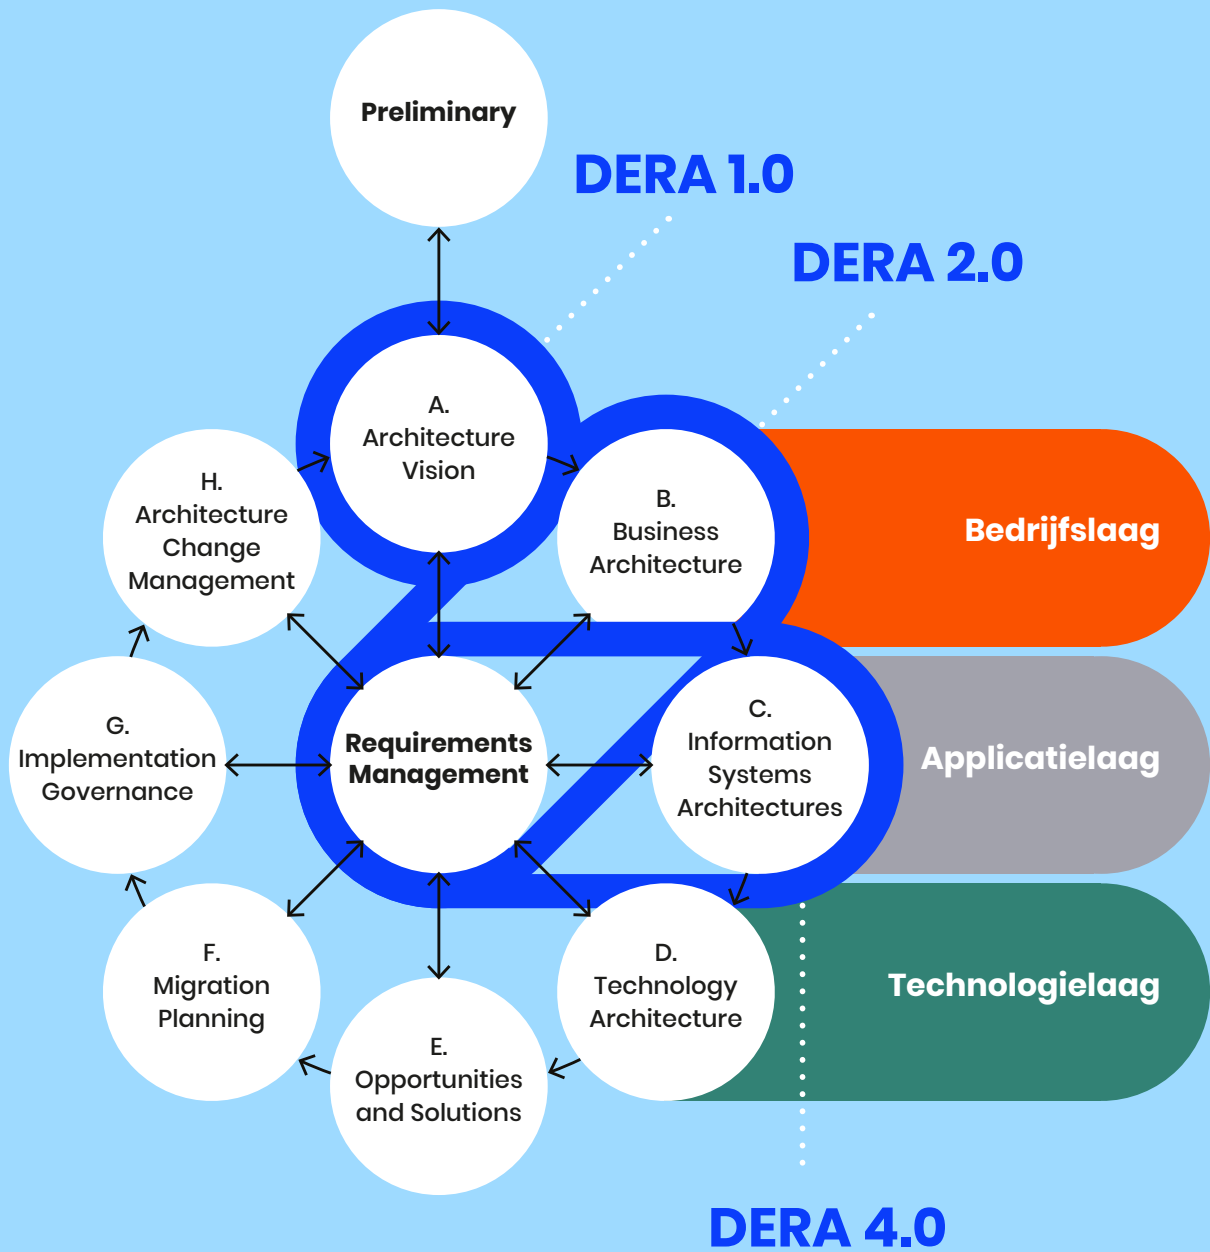 Preliminary
DERA 1.0
DERA 2.0
A.
Architecture
Vision
H.
Architecture
Change
Management
B.
Business
Architecture
Bedrijfslaag
G.
Implementation
Governance
Requirements
Management
C.
Information
Systems
Architectures
Applicatielaag
F.
Migration
Planning
D.
Technology
Architecture
Technologielaag
E.
Opportunities
and Solutions
DERA 4.0